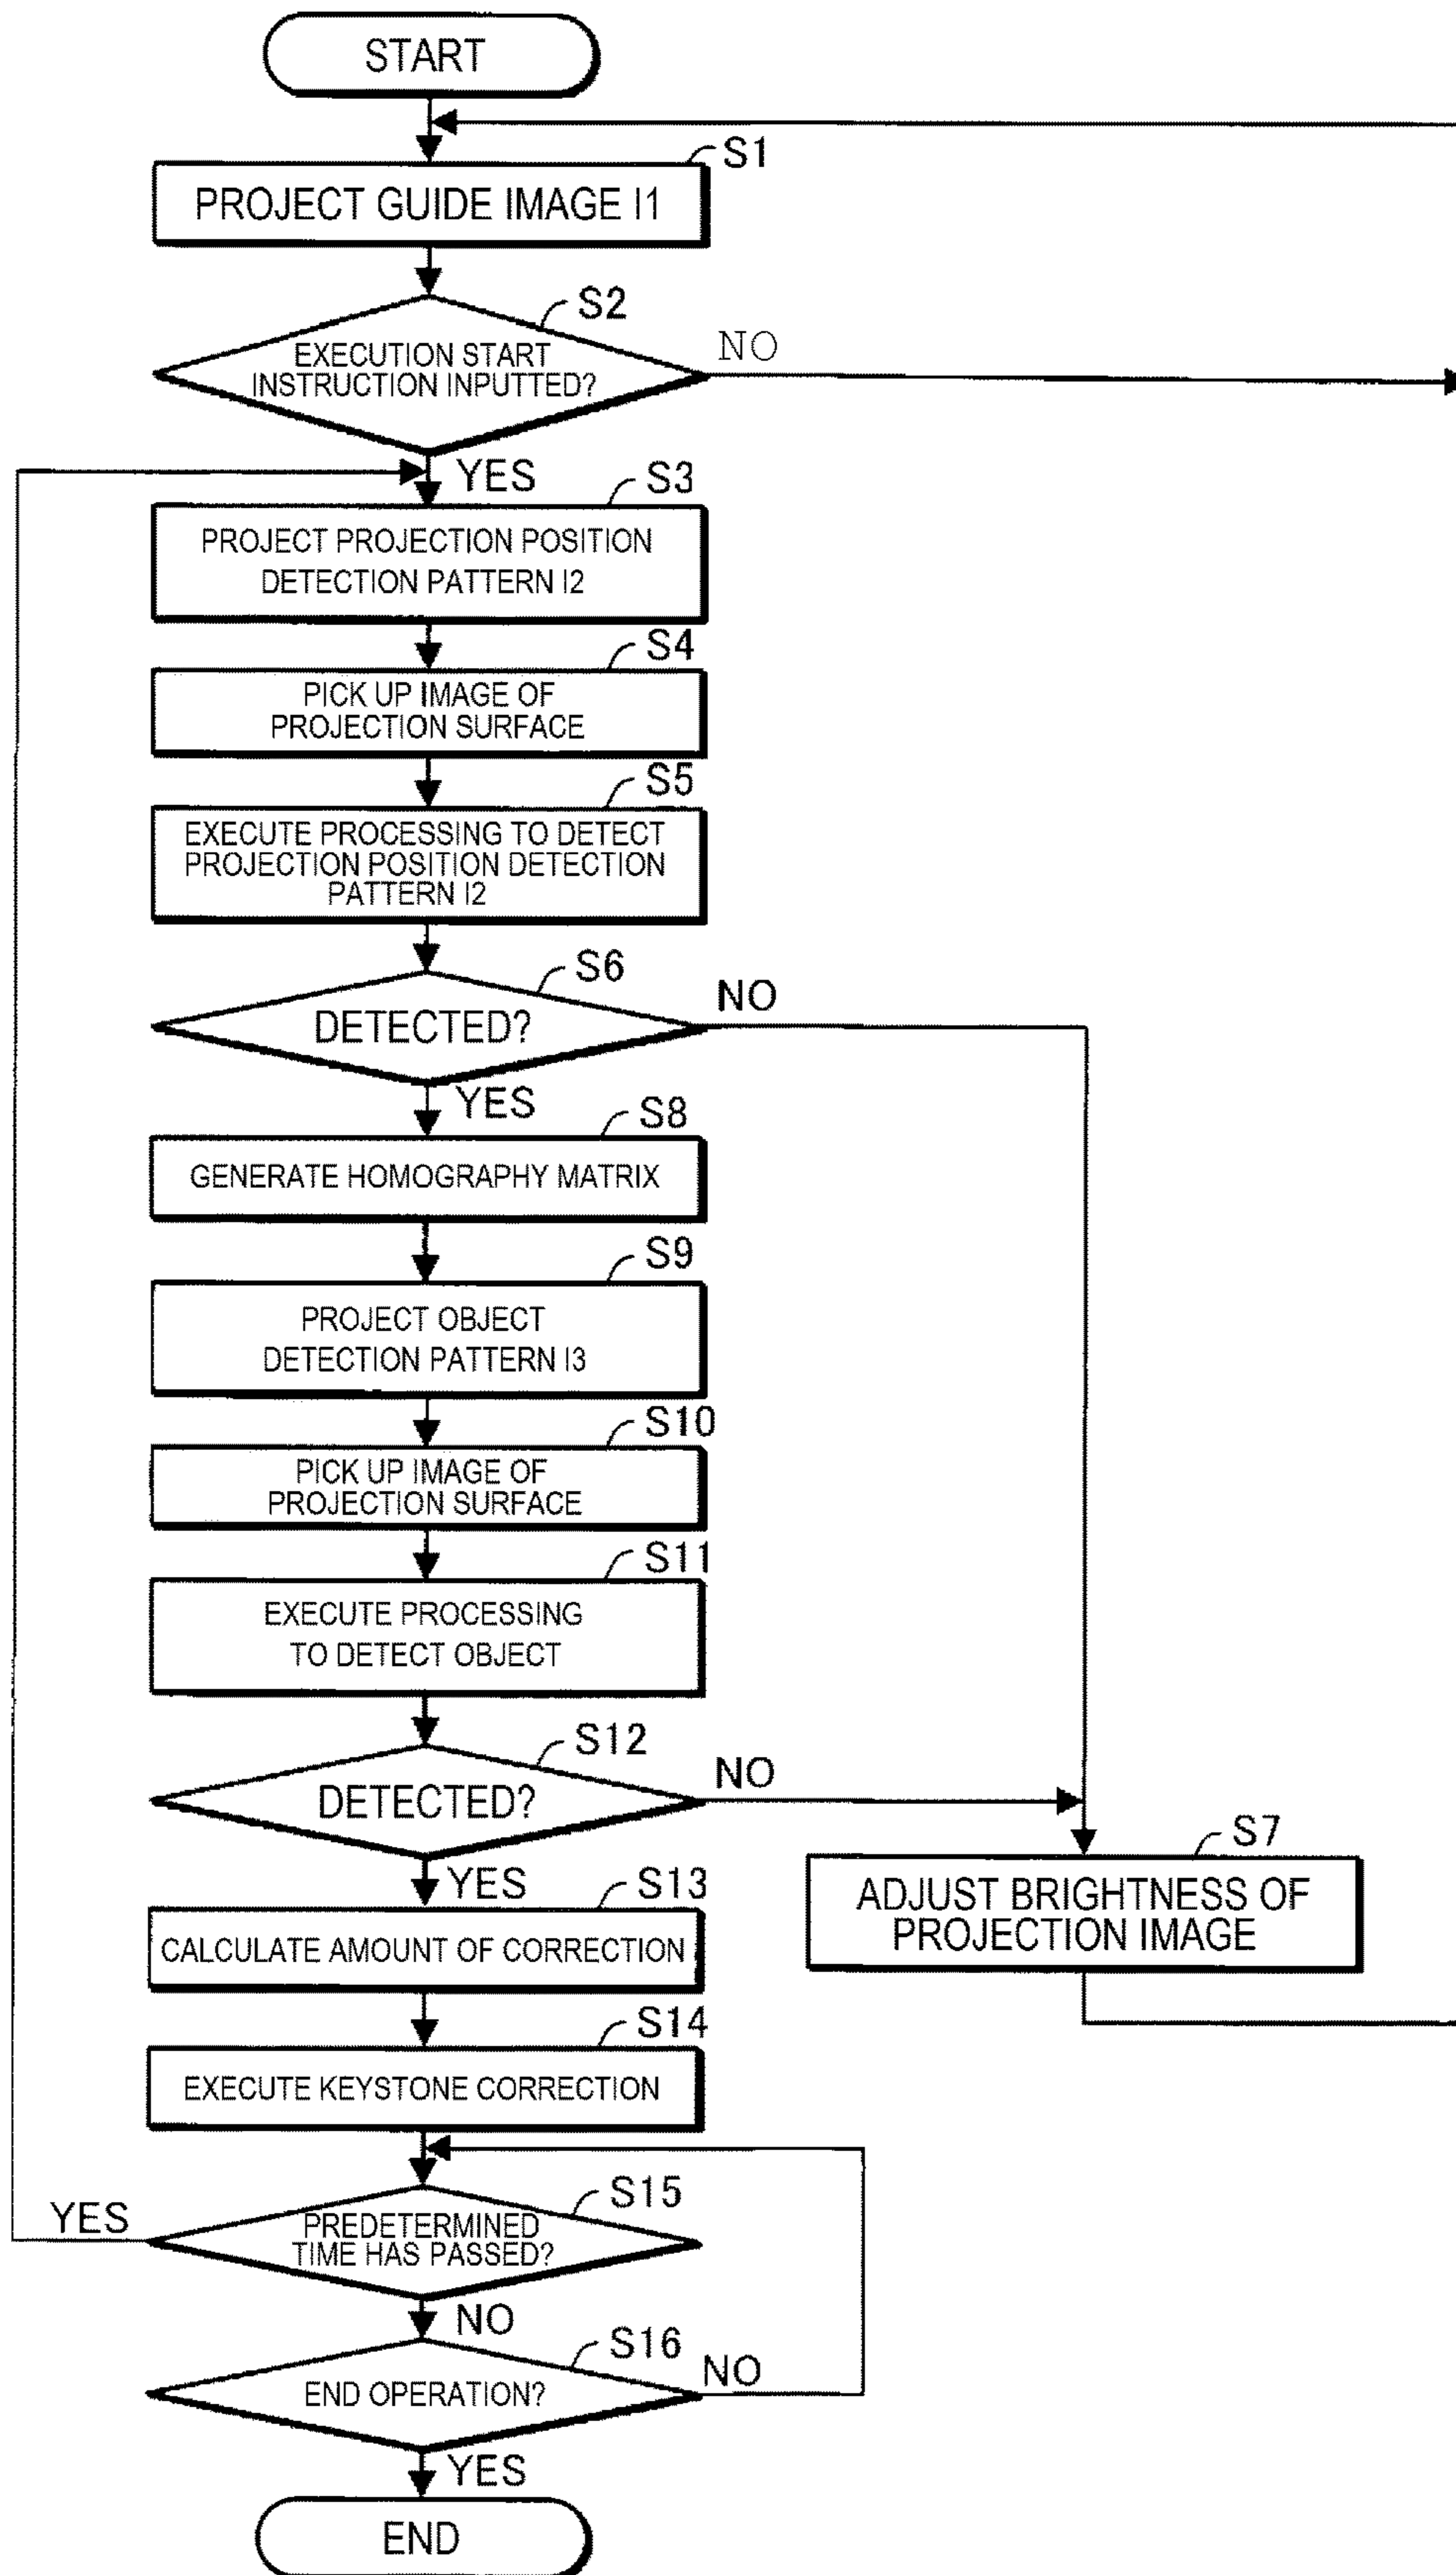 START
S1
PROJECT GUIDE IMAGE I1
S2
EXECUTION START
INSTRUCTION INPUTTED?
NO
YES
S3
PROJECT PROJECTION POSITION
DETECTION PATTERN I2
S4
PICK UP IMAGE OF
PROJECTION SURFACE
S5
EXECUTE PROCESSING TO DETECT
PROJECTION POSITION DETECTION
PATTERN I2
S6
DETECTED?
NO
YES
S8
GENERATE HOMOGRAPHY MATRIX
S9
PROJECT OBJECT
DETECTION PATTERN I3
S10
PICK UP IMAGE OF
PROJECTION SURFACE
S11
EXECUTE PROCESSING
TO DETECT OBJECT
S12
DETECTED?
NO
YES
S7
ADJUST BRIGHTNESS OF
PROJECTION IMAGE
S13
CALCULATE AMOUNT OF CORRECTION
S14
EXECUTE KEYSTONE CORRECTION
S15
PREDETERMINED
TIME HAS PASSED?
YES
NO
S16
END OPERATION?
NO
YES
END